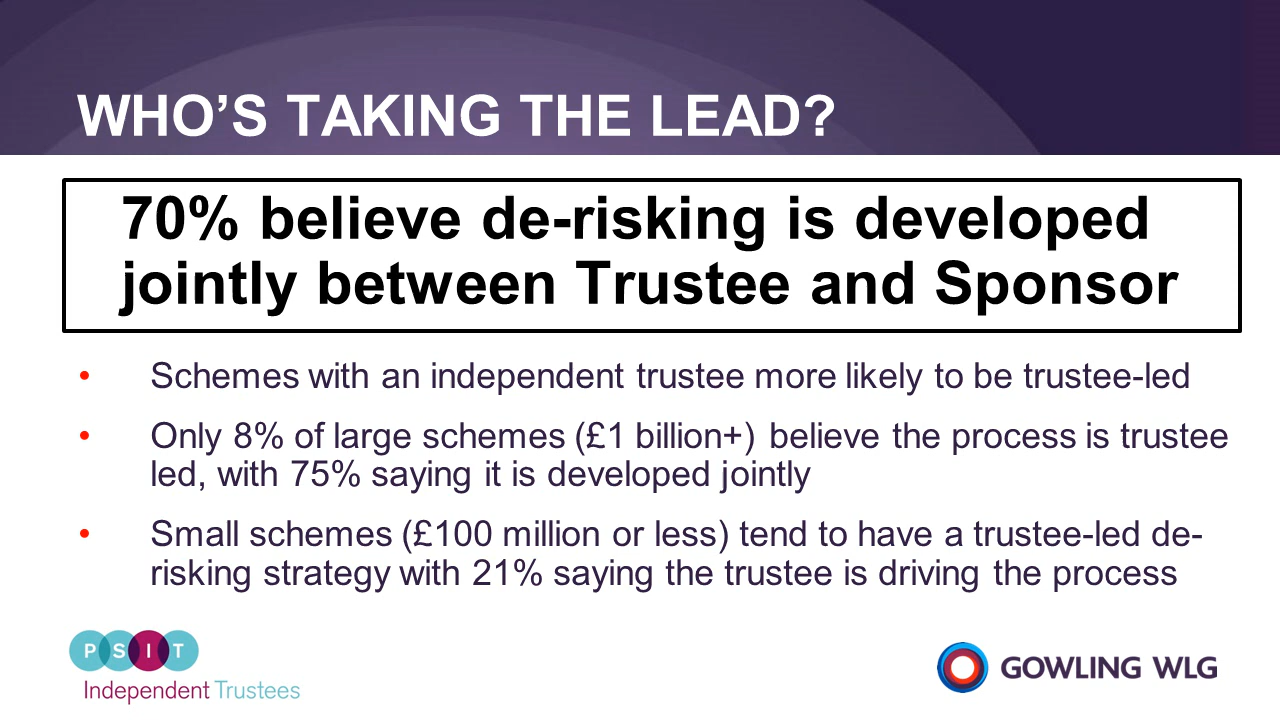 WHO’S TAKING THE LEAD?
70% believe de-risking is developed
jointly between Trustee and Sponsor
• Schemes with an independent trustee more likely to be trustee-led
• Only 8% of large schemes (£1 billion+) believe the process is trustee
led, with 75% saying it is developed jointly
• Small schemes (£100 million or less) tend to have a trustee-led de-
risking strategy with 21% saying the trustee is driving the process
PSIT
Independent Trustees
GOWLING WLG